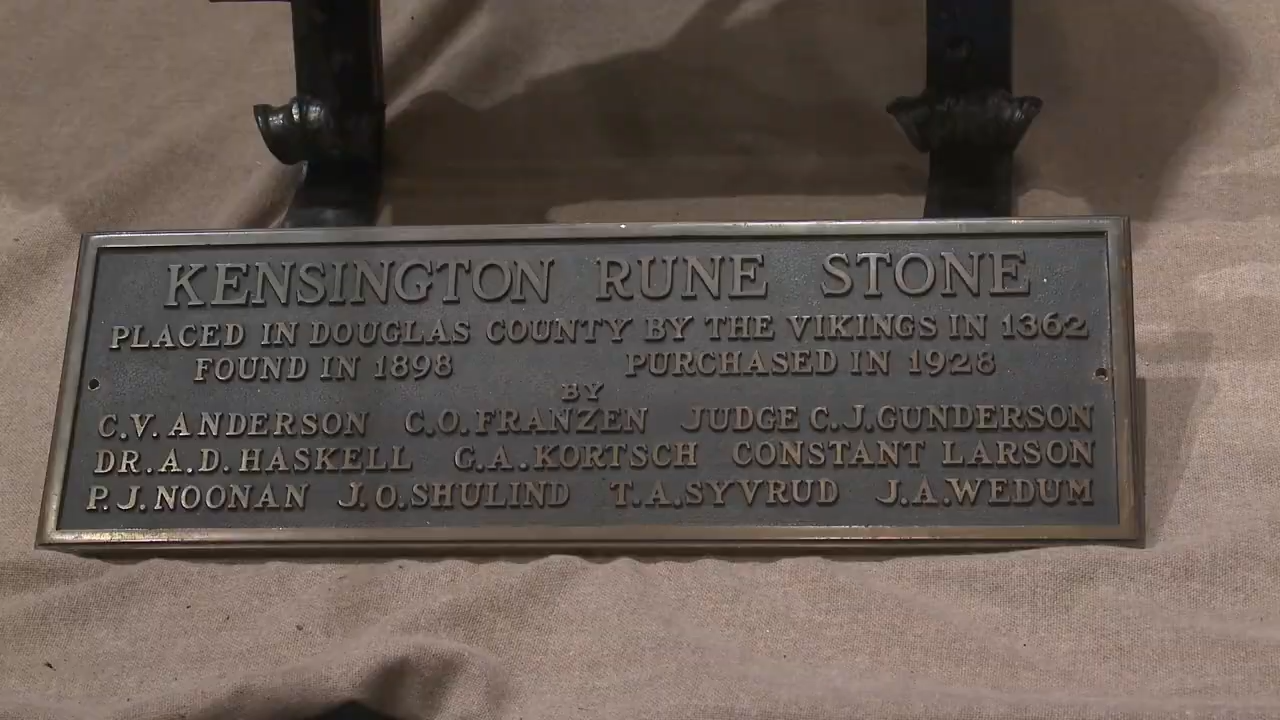 KENSINGTON RUNE STONE
PLACED IN DOUGLAS COUNTY BY THE VIKINGS IN 1362
FOUND IN 1898 PURCHASED IN 1928
BY
C.V. ANDERSON C.O. FRANZEN JUDGE C.J. GUNDERSON
DR. A.D. HASKELL G.A. KORTSCH CONSTANT LARSON
P.J. NOONAN J.O. SHULIND T.A. SYVRUD J.A. WEDUM